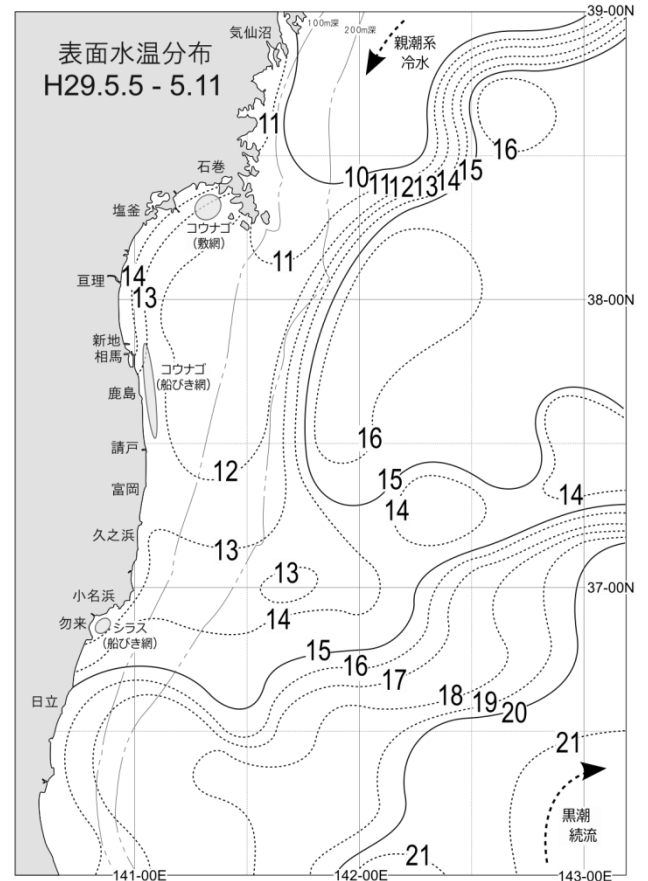 表面水温分布
H29.5.5 - 5.11
気仙沼
100m深
200m深
39-00N
親潮系
冷水
11
16
石巻
10
11
12
13
14
15
塩釜
コウナゴ
(敷網)
11
亘理
14
13
38-00N
新地
相馬
コウナゴ
(船びき網)
鹿島
16
請戸
12
15
富岡
14
14
久之浜
13
13
37-00N
小名浜
勿来
シラス
(船びき網)
14
15
16
17
日立
18
19
20
21
黒潮
続流
21
141-00E
142-00E
143-00E